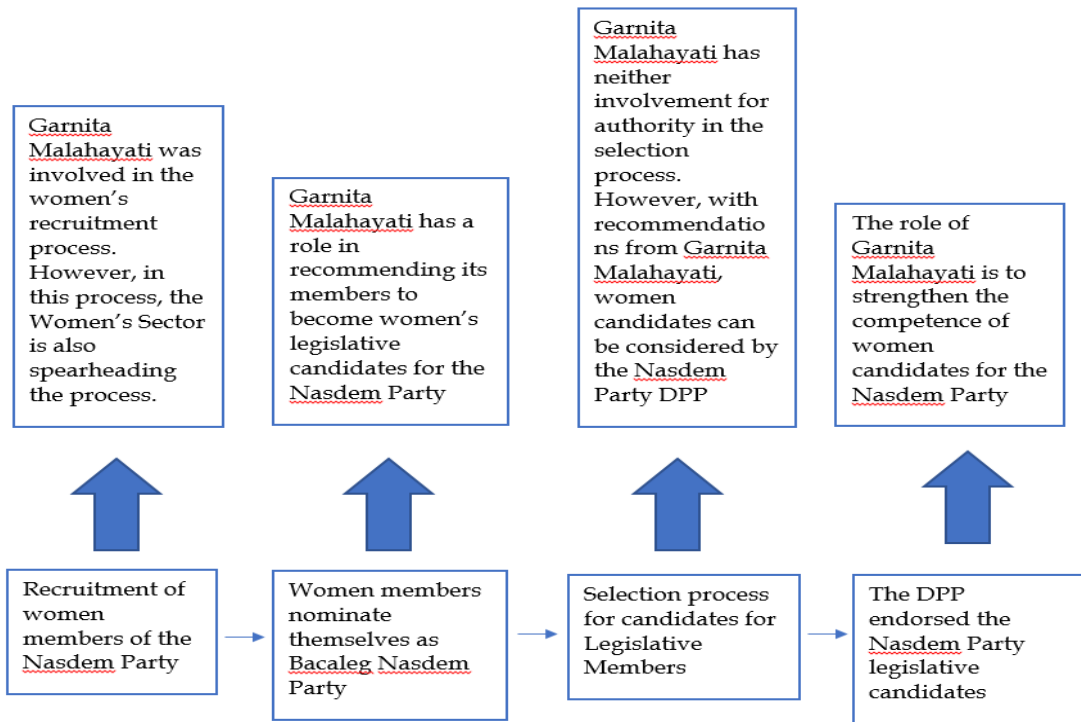 Garnita
Malahayati was
involved in the
women's
recruitment
process.
However, in
this process, the
Women's Sector
is also
spearheading
the process.
Garnita
Malahayati has a
role in
recommending its
members to
become women's
legislative
candidates for the
Nasdem Party
Garnita
Malahayati has
neither
involvement for
authority in the
selection
process.
However, with
recommendatio
ns from Garnita
Malahayati,
women
candidates can
be considered by
the Nasdem
Party DPP
The role of
Garnita
Malahayati is to
strengthen the
competence of
women
candidates for the
Nasdem Party
Recruitment of
women
members of the
Nasdem Party
Women members
nominate
themselves as
Bacaleg Nasdem
Party
Selection process
for candidates for
Legislative
Members
The DPP
endorsed the
Nasdem Party
legislative
candidates